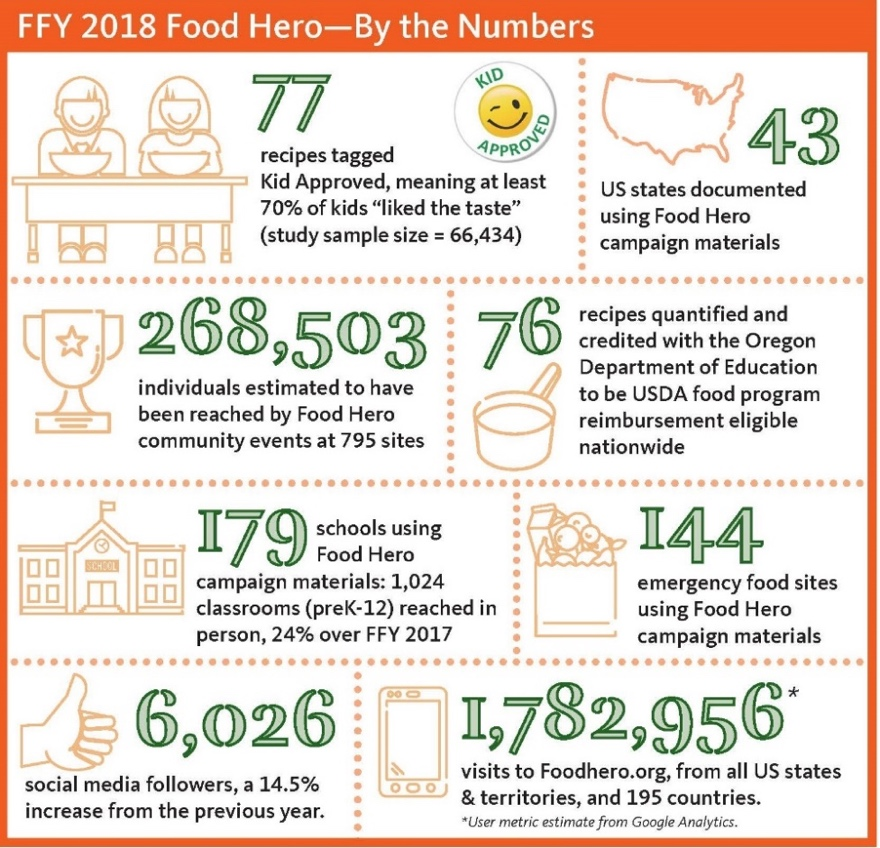 FFY 2018 Food Hero—By the Numbers
77
recipes tagged
Kid Approved, meaning at least
70% of kids “liked the taste”
(study sample size = 66,434)
KID
APPROVED
43
US states documented
using Food Hero
campaign materials
268,503
individuals estimated to have
been reached by Food Hero
community events at 795 sites
76
recipes quantified and
credited with the Oregon
Department of Education
to be USDA food program
reimbursement eligible
nationwide
SCHOOL
179 schools using
Food Hero
campaign materials: 1,024
classrooms (preK-12) reached in
person, 24% over FFY 2017
144
emergency food sites
using Food Hero
campaign materials
6,026
social media followers, a 14.5%
increase from the previous year.
1,782,956*
visits to Foodhero.org, from all US states
& territories, and 195 countries.
*User metric estimate from Google Analytics.